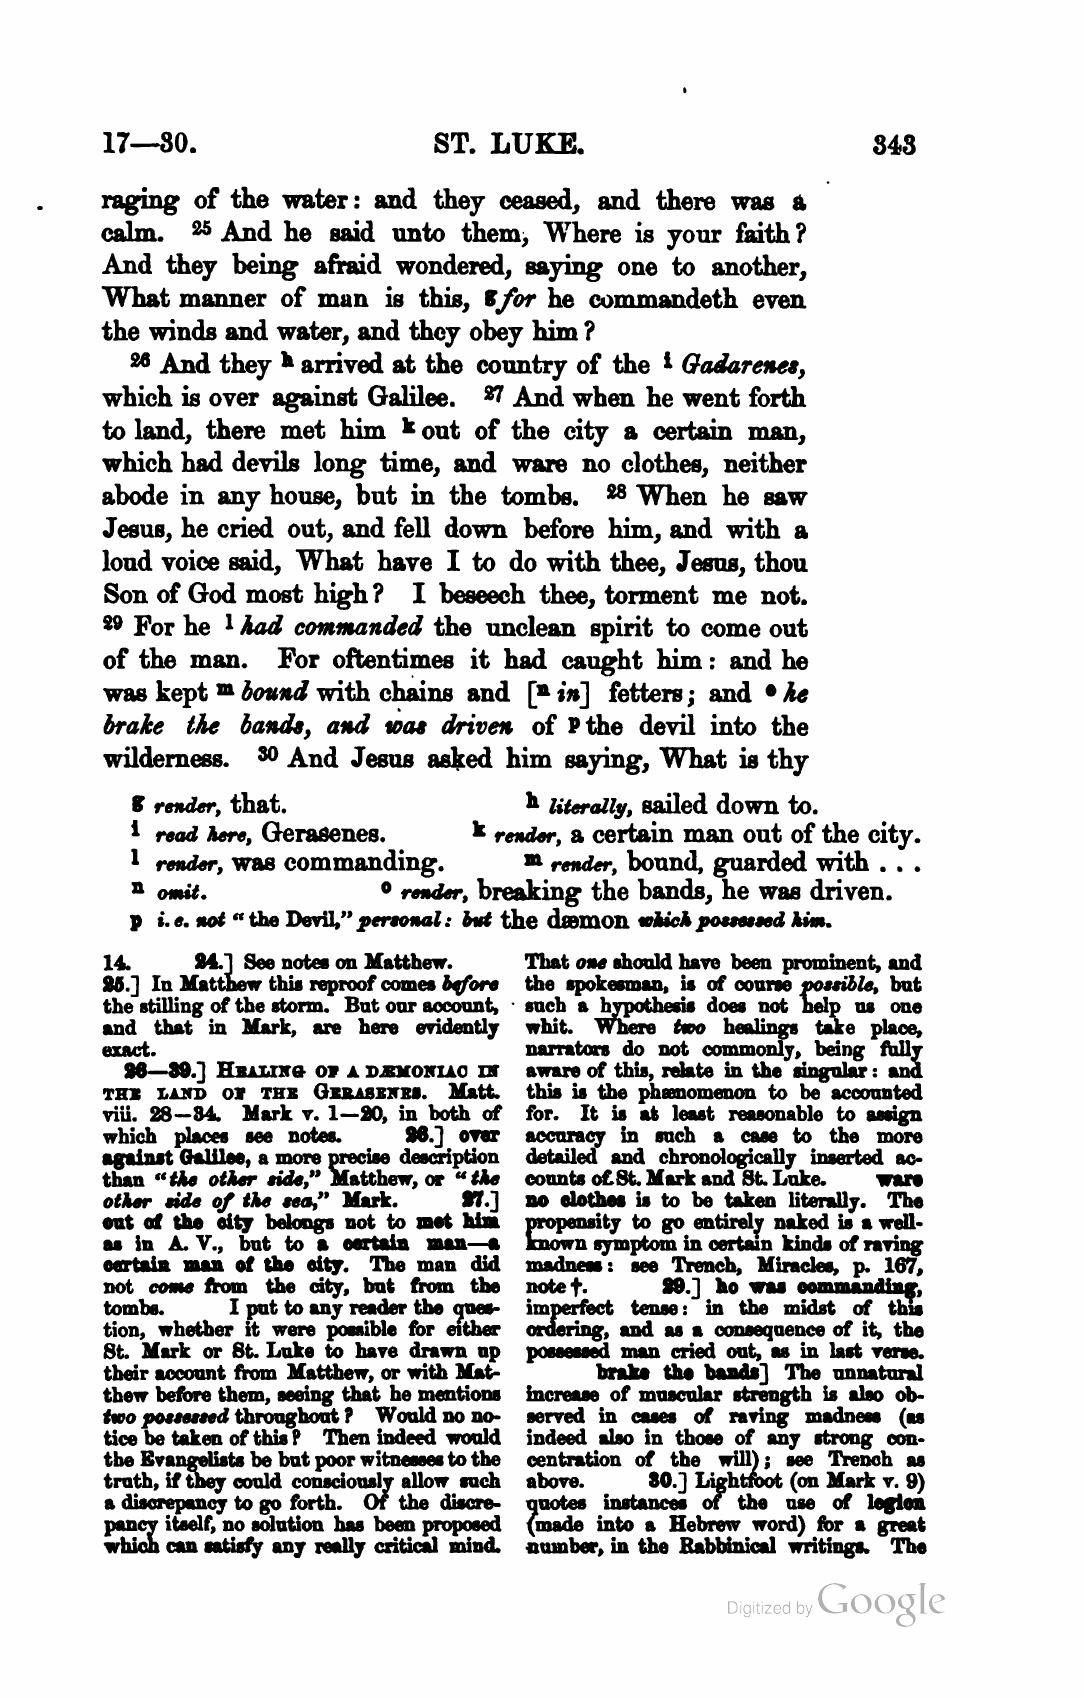 17—30. ST. LUKE. 343
raging of the water: and they ceased, and there was a
calm. 25 And he said unto them, Where is your faith?
And they being afraid wondered, saying one to another,
What manner of man is this, g for he commandeth even
the winds and water, and they obey him?
26 And they h arrived at the country of the i Gadarenes,
which is over against Galilee. 27 And when he went forth
to land, there met him k out of the city a certain man,
which had devils long time, and ware no clothes, neither
abode in any house, but in the tombs. 28 When he saw
Jesus, he cried out, and fell down before him, and with a
loud voice said, What have I to do with thee, Jesus, thou
Son of God most high? I beseech thee, torment me not.
29 For he l had commanded the unclean spirit to come out
of the man. For oftentimes it had caught him: and he
was kept m bound with chains and [n in] fetters; and o he
brake the bands, and was driven of p the devil into the
wilderness. 30 And Jesus asked him saying, What is thy
g render, that. h literally, sailed down to.
i read here, Gerasenes. k render, a certain man out of the city.
l render, was commanding. m render, bound, guarded with . . .
n omit. o render, breaking the bands, he was driven.
p i. e. not “the Devil,” personal: but the dæmon which possessed him.
14. 24.] See notes on Matthew.
25.] In Matthew this reproof comes before
the stilling of the storm. But our account,
and that in Mark, are here evidently
exact.
26—39.] HEALING OF A DÆMONIAC IN
THE LAND OF THE GERASENES. Matt.
viii. 28—34. Mark v. 1—20, in both of
which places see notes. 26.] over
against Galilee, a more precise description
than “the other side,” Matthew, or “the
other side of the sea,” Mark. 27.]
out of the city belongs not to met him
as in A. V., but to a certain man—a
certain man of the city. The man did
not come from the city, but from the
tombs. I put to any reader the ques-
tion, whether it were possible for either
St. Mark or St. Luke to have drawn up
their account from Matthew, or with Mat-
thew before them, seeing that he mentions
two possessed throughout? Would no no-
tice be taken of this? Then indeed would
the Evangelists be but poor witnesses to the
truth, if they could consciously allow such
a discrepancy to go forth. Of the discre-
pancy itself, no solution has been proposed
which can satisfy any really critical mind.
That one should have been prominent, and
the spokesman, is of course possible, but
such a hypothesis does not help us one
whit. Where two healings take place,
narrators do not commonly, being fully
aware of this, relate in the singular: and
this is the phænomenon to be accounted
for. It is at least reasonable to assign
accuracy in such a case to the more
detailed and chronologically inserted ac-
counts of St. Mark and St. Luke. ware
no clothes is to be taken literally. The
propensity to go entirely naked is a well-
known symptom in certain kinds of raving
madness: see Trench, Miracles, p. 167,
note †. 29.] he was commanding,
imperfect tense: in the midst of this
ordering, and as a consequence of it, the
possessed man cried out, as in last verse.
brake the bands] The unnatural
increase of muscular strength is also ob-
served in cases of raving madness (as
indeed also in those of any strong con-
centration of the will); see Trench as
above. 30.] Lightfoot (on Mark v. 9)
quotes instances of the use of legion
(made into a Hebrew word) for a great
number, in the Rabbinical writings. The
Digitized by Google